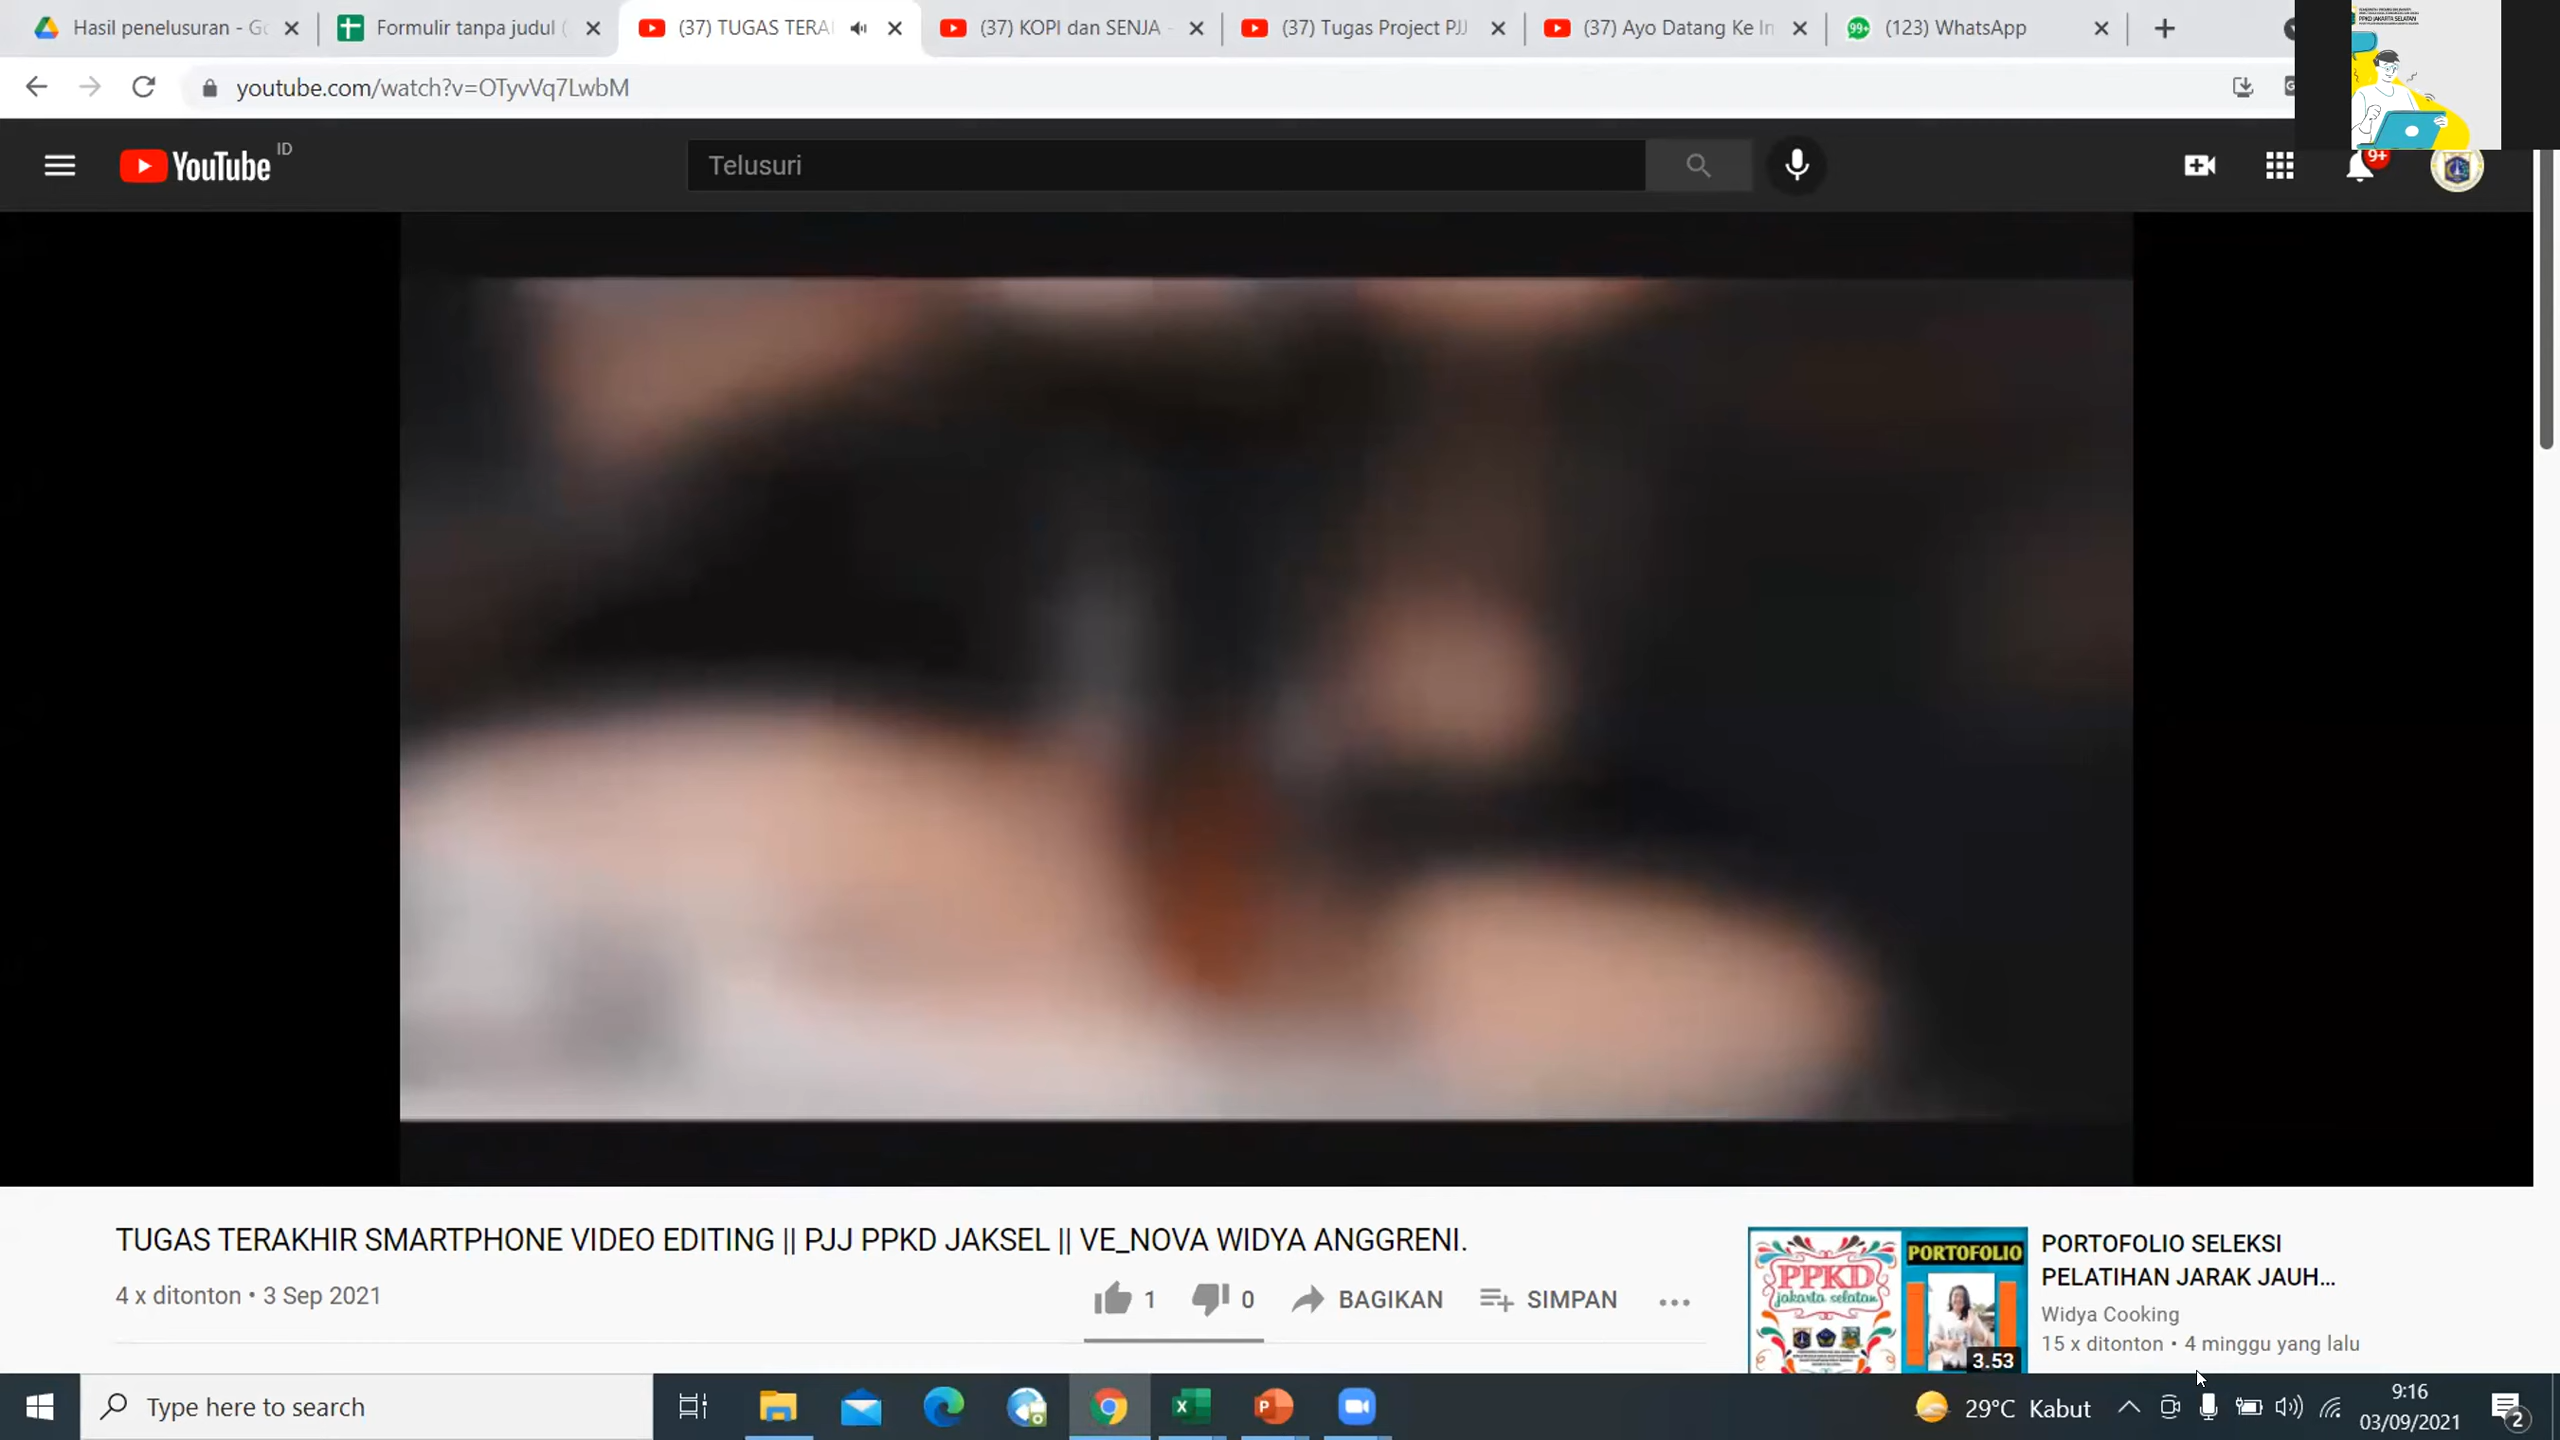 Hasil penelusuran - Go
Formulir tanpa judul (
(37) TUGAS TERA
(37) KOPI dan SENJA -
(37) Tugas Project PJJ
(37) Ayo Datang Ke In
(123) WhatsApp
youtube.com/watch?v=OTyvVq7LwbM
YouTube ID
Telusuri
9+
TUGAS TERAKHIR SMARTPHONE VIDEO EDITING || PJJ PPKD JAKSEL || VE_NOVA WIDYA ANGGRENI.
4 x ditonton • 3 Sep 2021
1
0
BAGIKAN
SIMPAN
PPKD
jakarta selatan
PORTOFOLIO
3.53
PORTOFOLIO SELEKSI
PELATIHAN JARAK JAUH...
Widya Cooking
15 x ditonton • 4 minggu yang lalu
Type here to search
29°C Kabut
9:16
03/09/2021
2